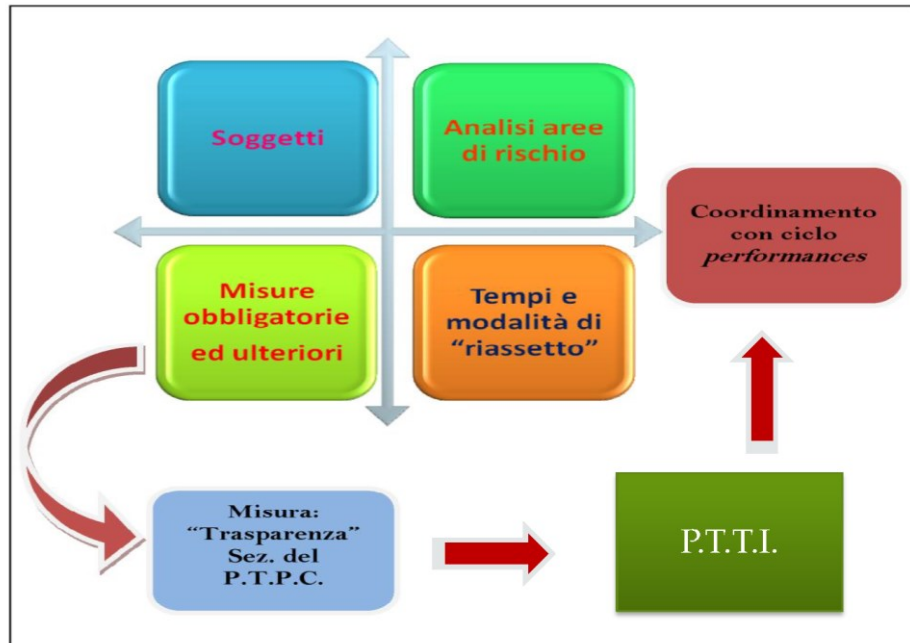 Soggetti
Analisi aree
di rischio
Coordinamento
con ciclo
performances
Misure
obbligatorie
ed ulteriori
Tempi e
modalità di
“riassetto”
Misura:
“Trasparenza”
Sez. del
P.T.P.C.
P.T.T.I.